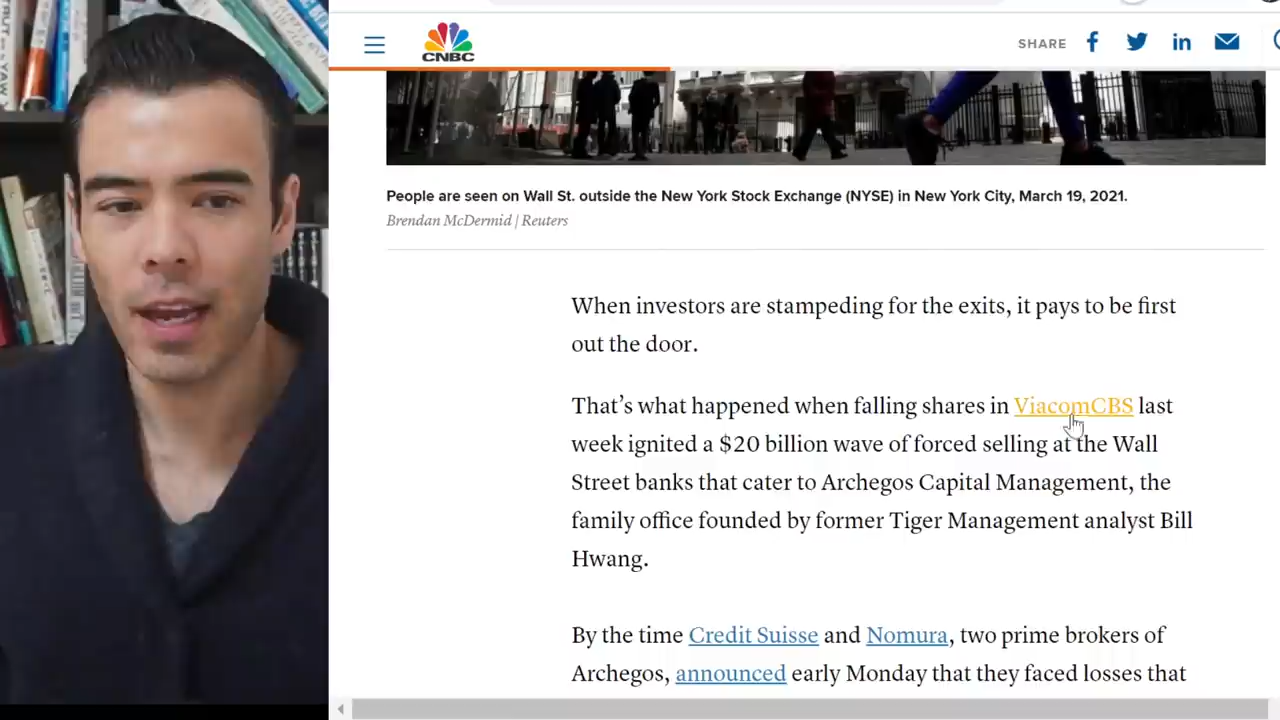 CNBC
SHARE
People are seen on Wall St. outside the New York Stock Exchange (NYSE) in New York City, March 19, 2021.
Brendan McDermid | Reuters
When investors are stampeding for the exits, it pays to be first
out the door.
That’s what happened when falling shares in ViacomCBS last
week ignited a $20 billion wave of forced selling at the Wall
Street banks that cater to Archegos Capital Management, the
family office founded by former Tiger Management analyst Bill
Hwang.
By the time Credit Suisse and Nomura, two prime brokers of
Archegos, announced early Monday that they faced losses that